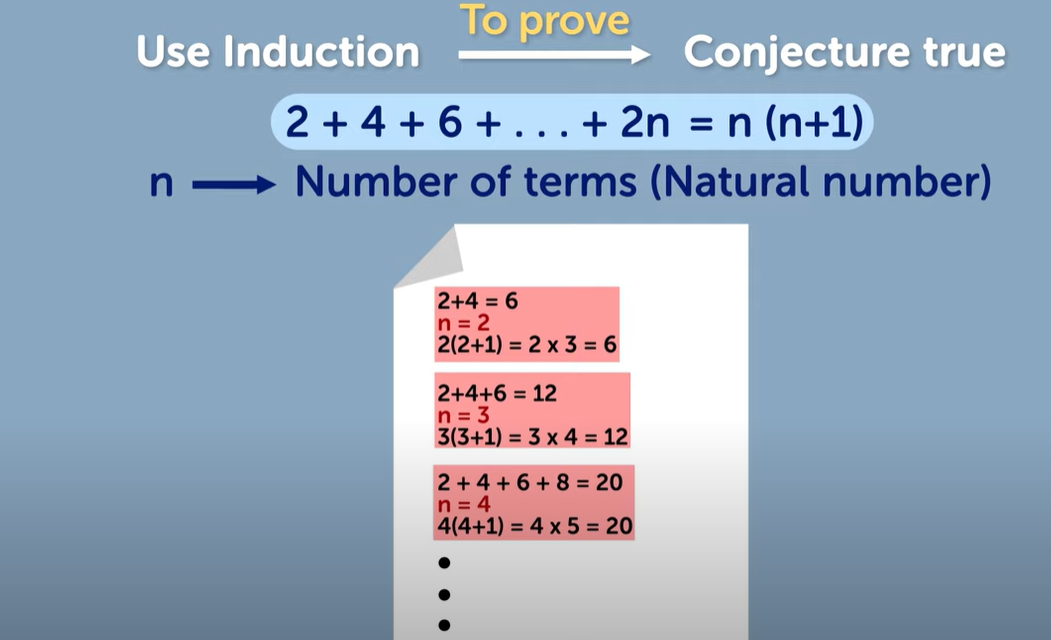 To prove
Use Induction ⟶ Conjecture true
2 + 4 + 6 + . . . + 2n = n (n+1)
n ⟶ Number of terms (Natural number)
2+4 = 6
n = 2
2(2+1) = 2 x 3 = 6
2+4+6 = 12
n = 3
3(3+1) = 3 x 4 = 12
2 + 4 + 6 + 8 = 20
n = 4
4(4+1) = 4 x 5 = 20